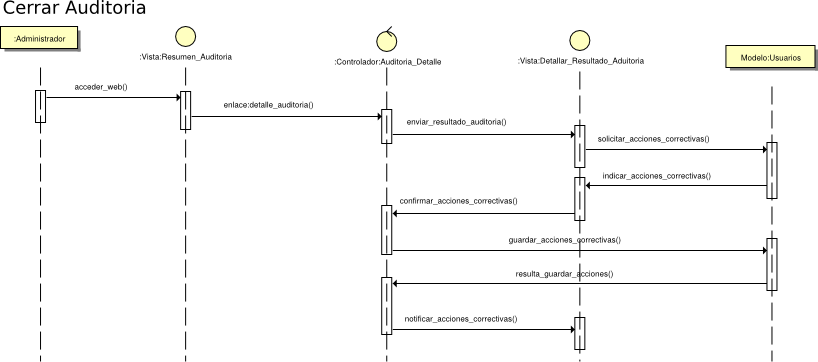 Cerrar Auditoria
:Administrador
:Vista:Resumen_Auditoria
:Controlador:Auditoria_Detalle
:Vista:Detallar_Resultado_Aduitoria
Modelo:Usuarios
acceder_web()
enlace:detalle_auditoria()
enviar_resultado_auditoria()
solicitar_acciones_correctivas()
indicar_acciones_correctivas()
confirmar_acciones_correctivas()
guardar_acciones_correctivas()
resulta_guardar_acciones()
notificar_acciones_correctivas()